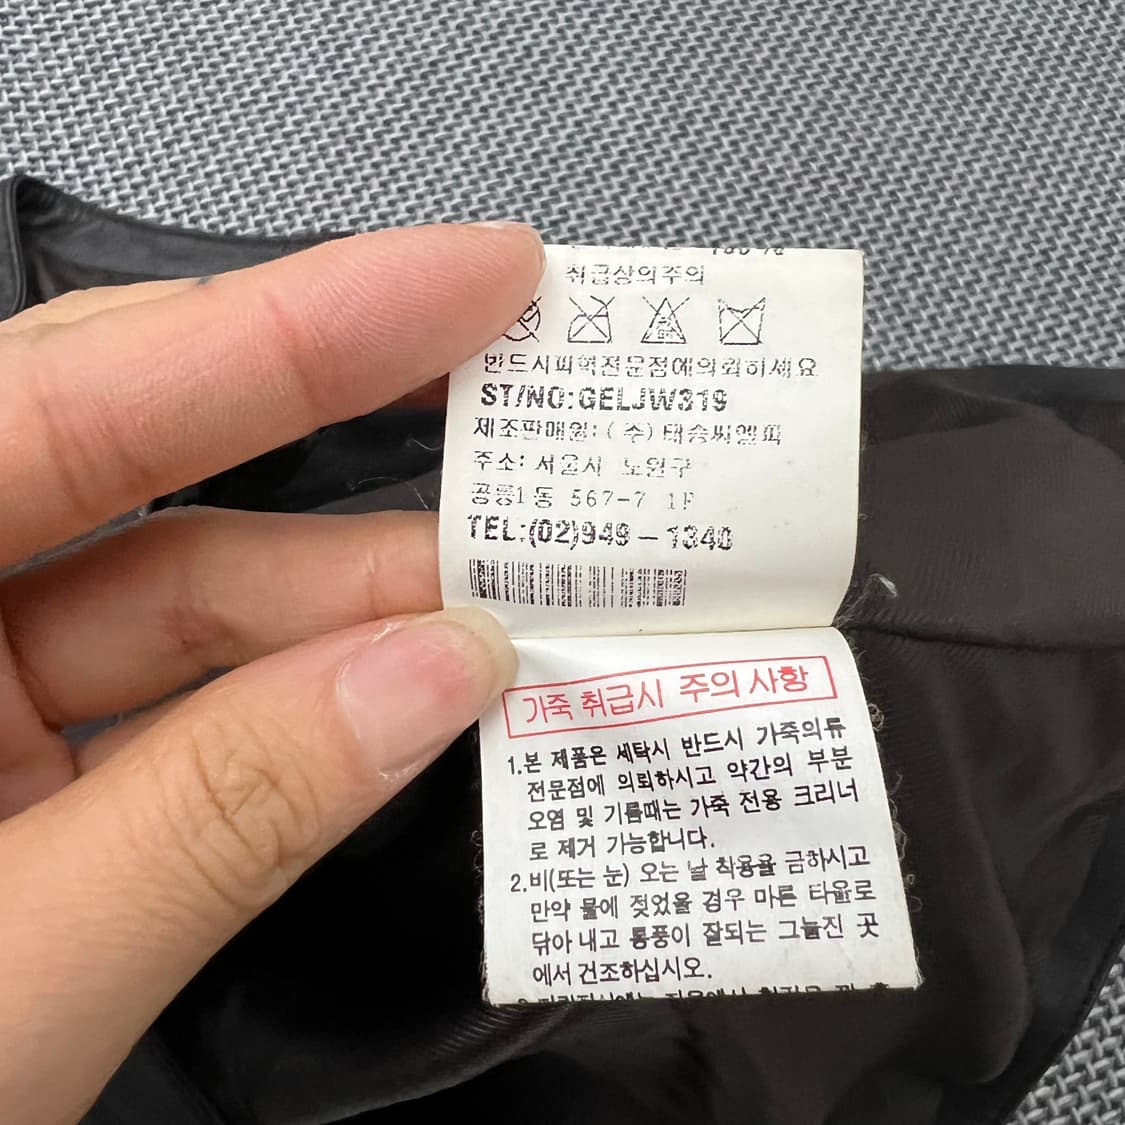 100 %
취급상의주의
반드시피혁전문점에의뢰하세요
ST/NO:GELJW319
제조판매원:(주)태승씨엘피
주소: 서울시 노원구
공릉1동 567-7 1F
TEL:(02)949-1340
가죽 취급시 주의 사항
1.본 제품은 세탁시 반드시 가죽의류
전문점에 의뢰하시고 약간의 부분
오염 및 기름때는 가죽 전용 크리너
로 제거 가능합니다.
2.비(또는 눈) 오는 날 착용을 금하시고
만약 물에 젖었을 경우 마른 타올로
닦아 내고 통풍이 잘되는 그늘진 곳
에서 건조하십시오.